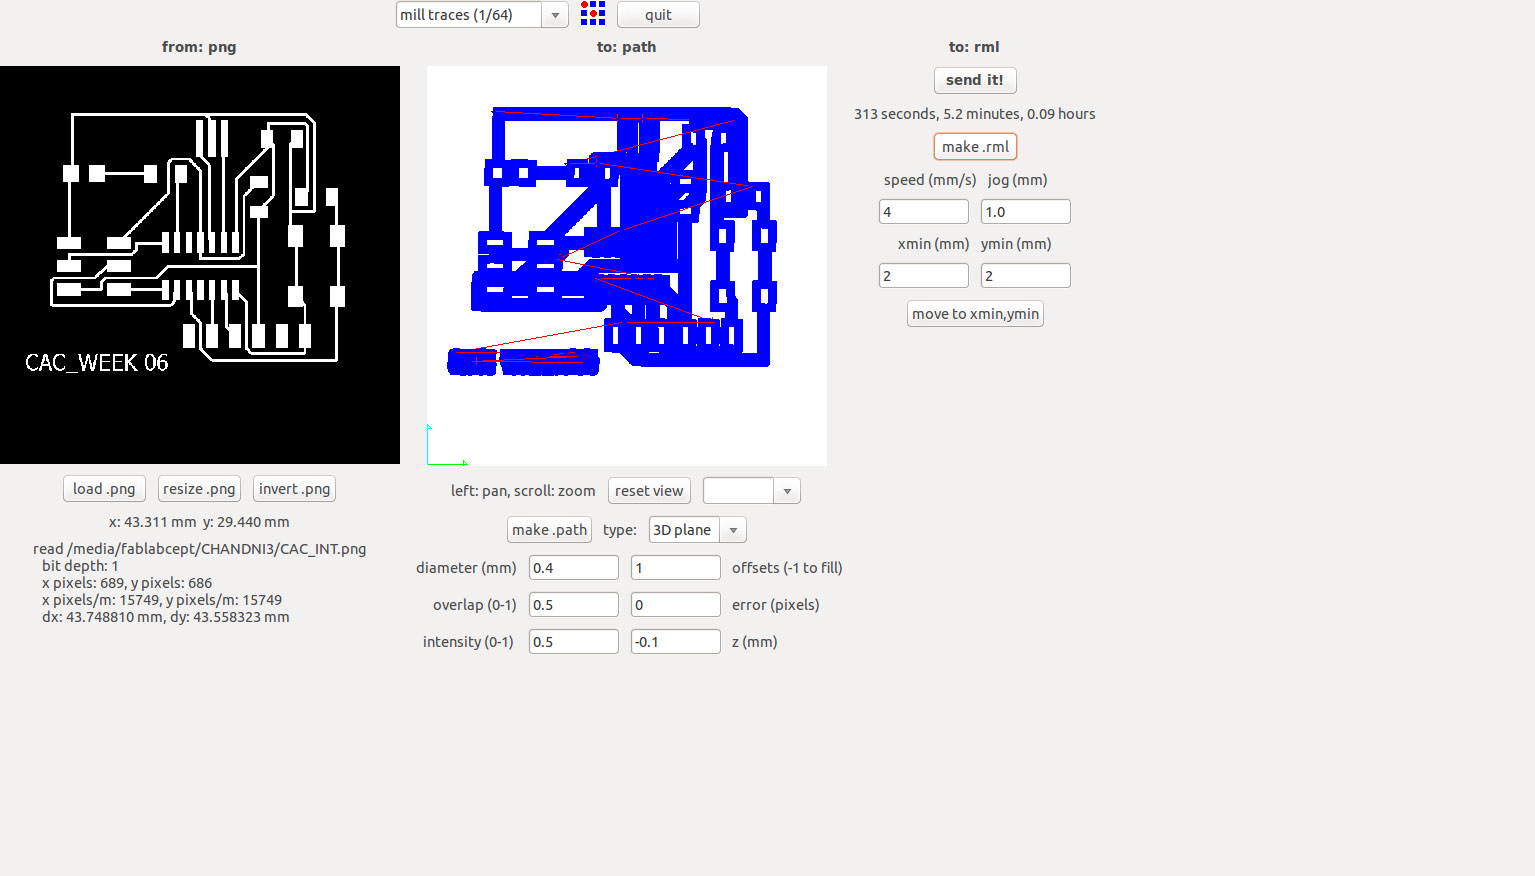 mill traces (1/64) quit
from: png
to: path
to: rml
CAC_WEEK 06
send it!
313 seconds, 5.2 minutes, 0.09 hours
make .rml
speed (mm/s) jog (mm)
4 1.0
xmin (mm) ymin (mm)
2 2
move to xmin,ymin
load .png resize .png invert .png
x: 43.311 mm y: 29.440 mm
read /media/fablabcept/CHANDNI3/CAC_INT.png
bit depth: 1
x pixels: 689, y pixels: 686
x pixels/m: 15749, y pixels/m: 15749
dx: 43.748810 mm, dy: 43.558323 mm
left: pan, scroll: zoom reset view
make .path type: 3D plane
diameter (mm) 0.4 1 offsets (-1 to fill)
overlap (0-1) 0.5 0 error (pixels)
intensity (0-1) 0.5 -0.1 z (mm)